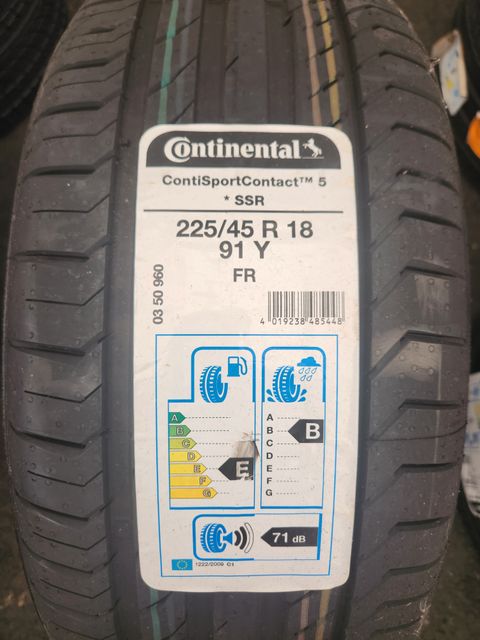 Continental
ContiSportContact™ 5
* SSR
225/45 R 18
91 Y
FR
03 50 960
4 019238 485448
A
B
C
D
E
F
G
E
A
B
C
D
E
F
G
B
71 dB
1222/2009 C1